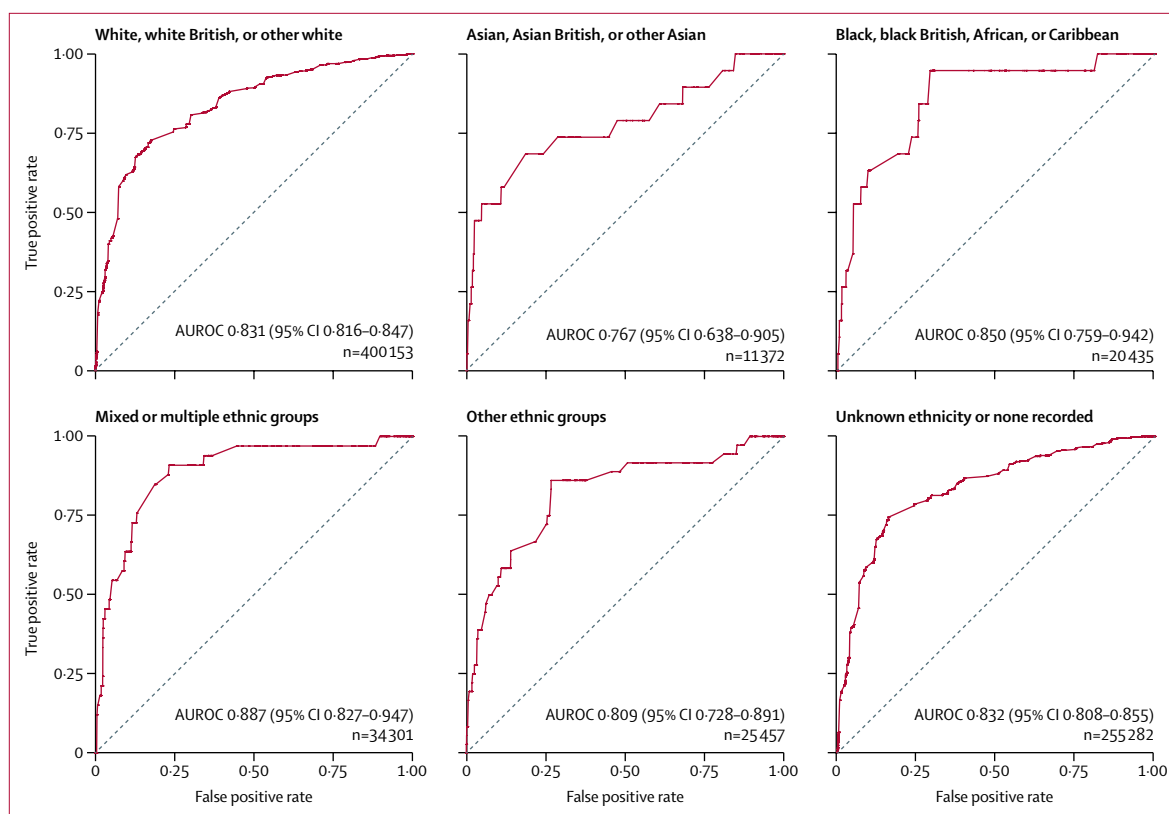 White, white British, or other white
Asian, Asian British, or other Asian
Black, black British, African, or Caribbean
1·00
0·75
0·50
0·25
0
True positive rate
AUROC 0·831 (95% CI 0·816–0·847)
n=400 153
AUROC 0·767 (95% CI 0·638–0·905)
n=11 372
AUROC 0·850 (95% CI 0·759–0·942)
n=20 435
Mixed or multiple ethnic groups
Other ethnic groups
Unknown ethnicity or none recorded
1·00
0·75
0·50
0·25
0
True positive rate
AUROC 0·887 (95% CI 0·827–0·947)
n=34 301
AUROC 0·809 (95% CI 0·728–0·891)
n=25 457
AUROC 0·832 (95% CI 0·808–0·855)
n=255 282
0 0·25 0·50 0·75 1·00
0 0·25 0·50 0·75 1·00
0 0·25 0·50 0·75 1·00
False positive rate
False positive rate
False positive rate